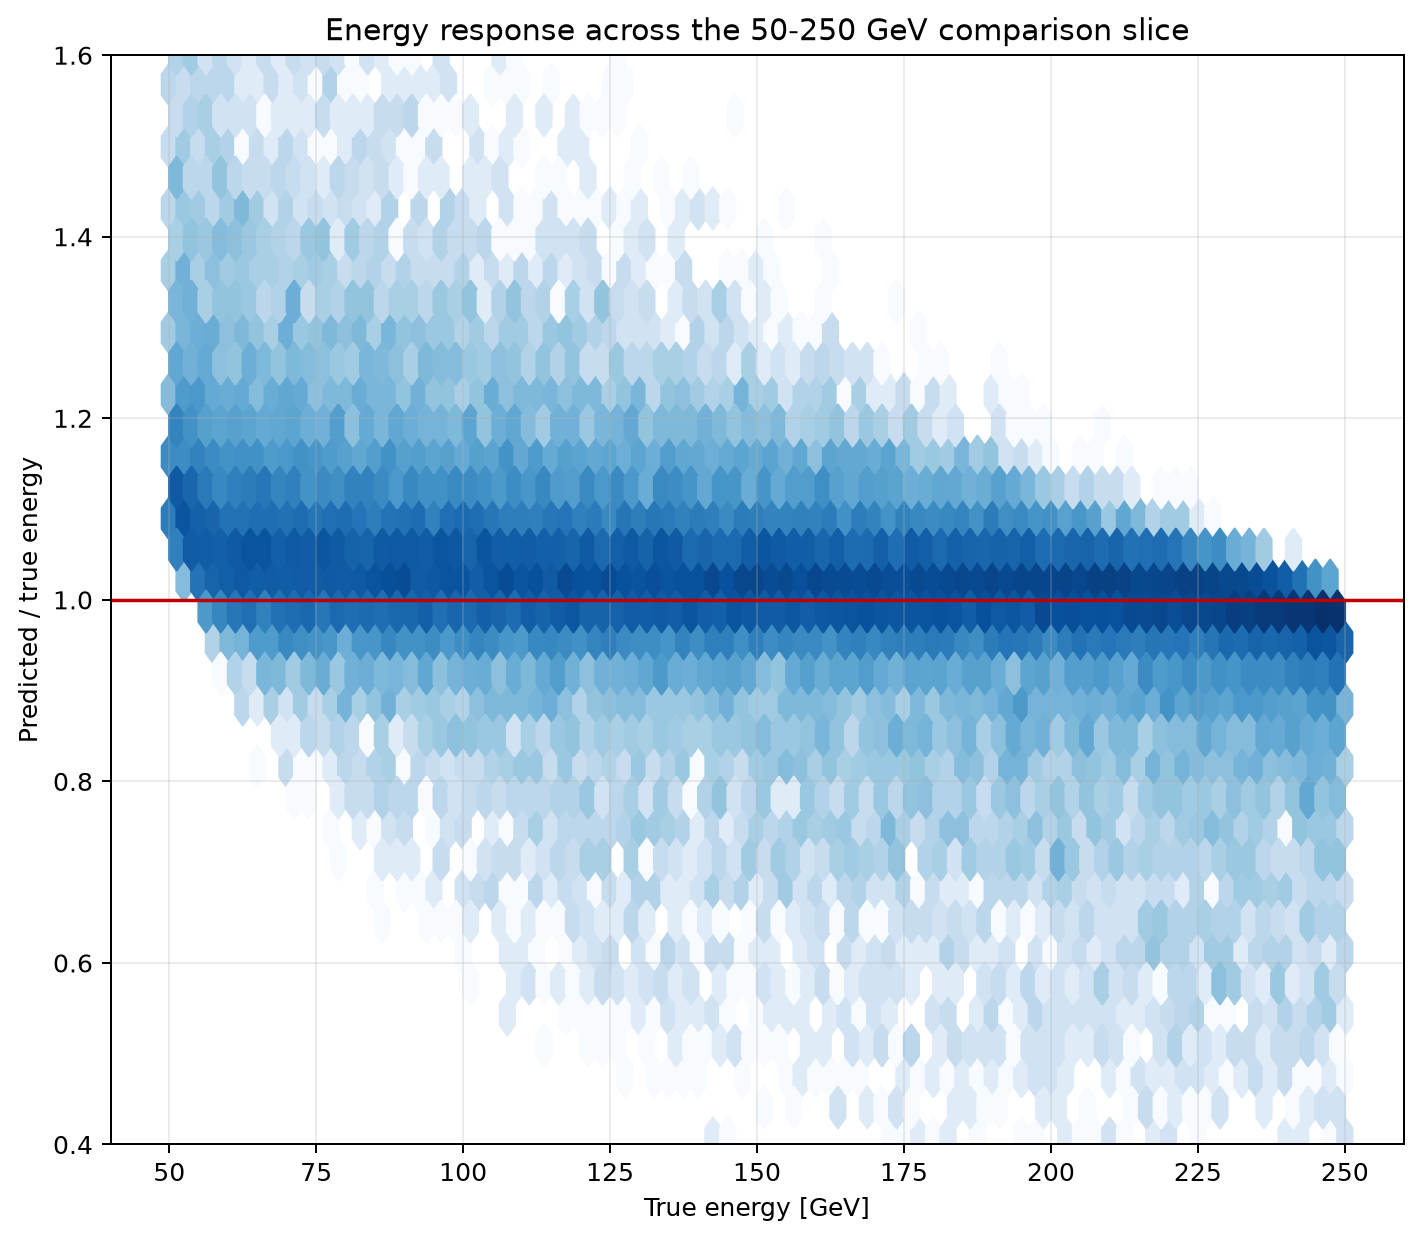 Energy response across the 50-250 GeV comparison slice
1.6
1.4
1.2
1.0
0.8
0.6
0.4
Predicted / true energy
50 75 100 125 150 175 200 225 250
True energy [GeV]